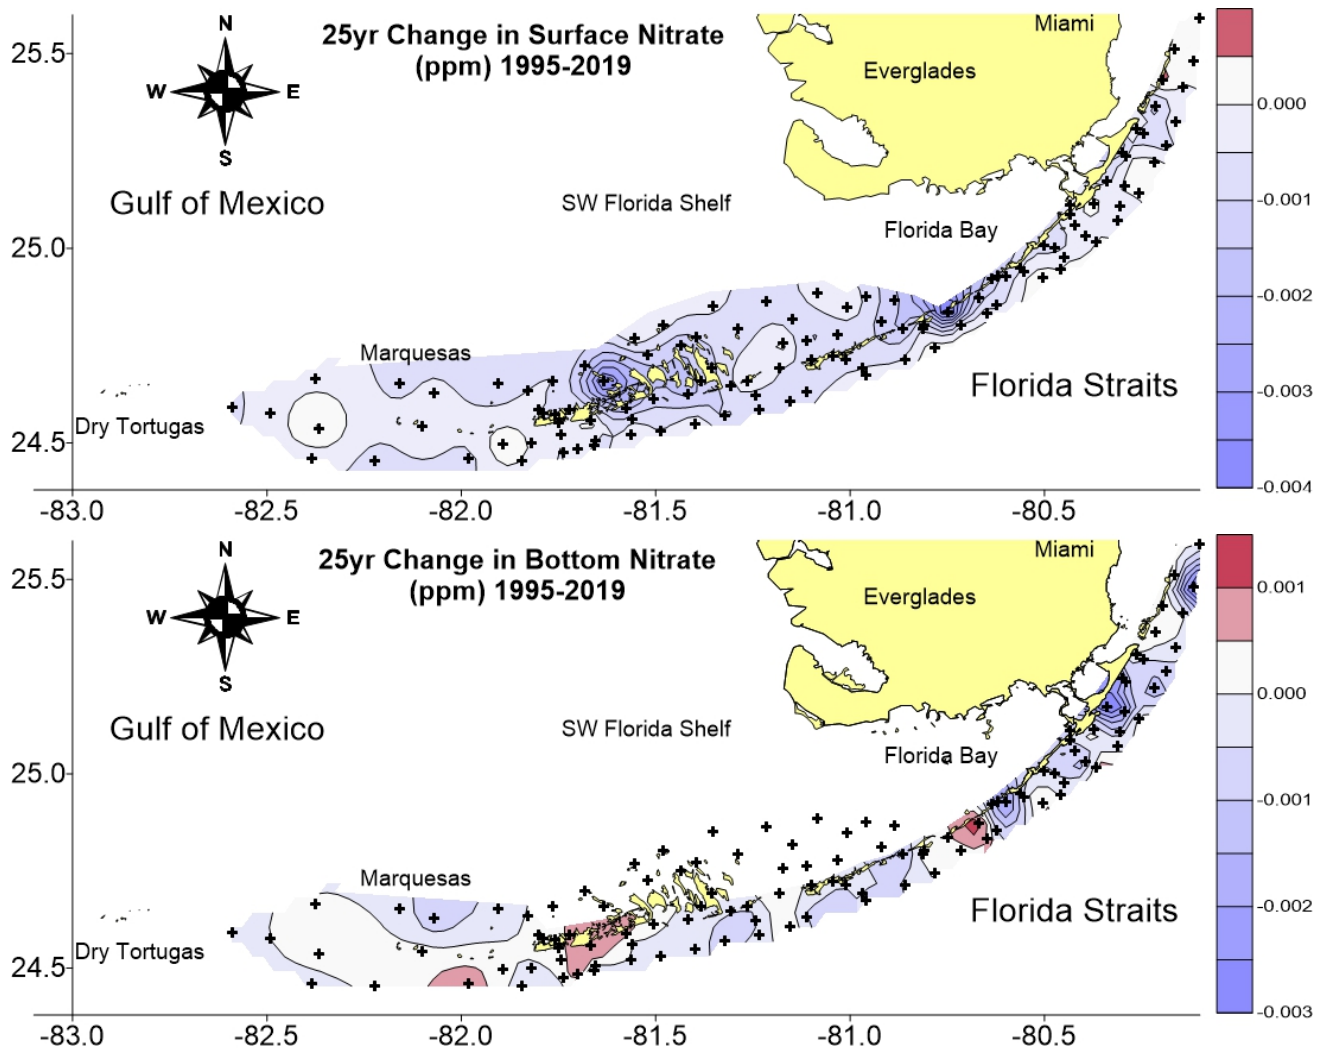 25yr Change in Surface Nitrate
(ppm) 1995-2019
N
W E
S
Miami
Everglades
Gulf of Mexico
SW Florida Shelf
Florida Bay
Marquesas
Florida Straits
Dry Tortugas
25.5
25.0
24.5
-83.0 -82.5 -82.0 -81.5 -81.0 -80.5
0.000
-0.001
-0.002
-0.003
-0.004
25yr Change in Bottom Nitrate
(ppm) 1995-2019
N
W E
S
Miami
Everglades
Gulf of Mexico
SW Florida Shelf
Florida Bay
Marquesas
Florida Straits
Dry Tortugas
25.5
25.0
24.5
-83.0 -82.5 -82.0 -81.5 -81.0 -80.5
0.001
0.000
-0.001
-0.002
-0.003